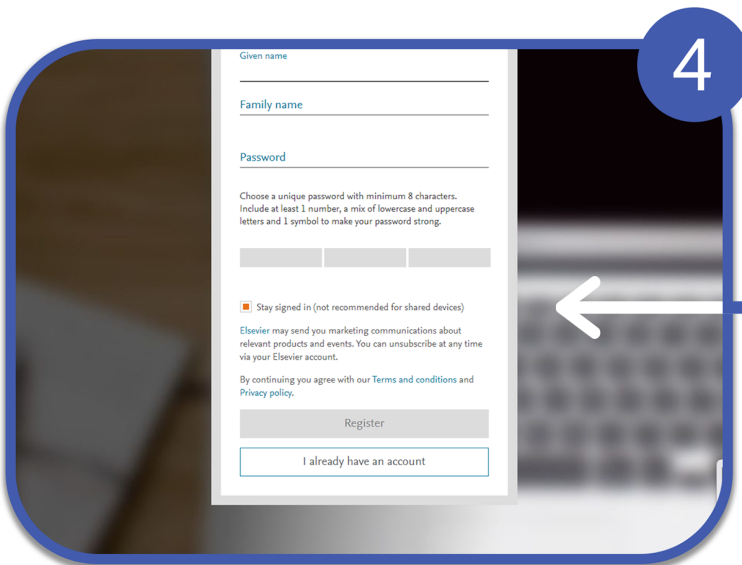 4
Given name
Family name
Password
Choose a unique password with minimum 8 characters.
Include at least 1 number, a mix of lowercase and uppercase
letters and 1 symbol to make your password strong.
Stay signed in (not recommended for shared devices)
Elsevier may send you marketing communications about
relevant products and events. You can unsubscribe at any time
via your Elsevier account.
By continuing you agree with our Terms and conditions and
Privacy policy.
Register
I already have an account